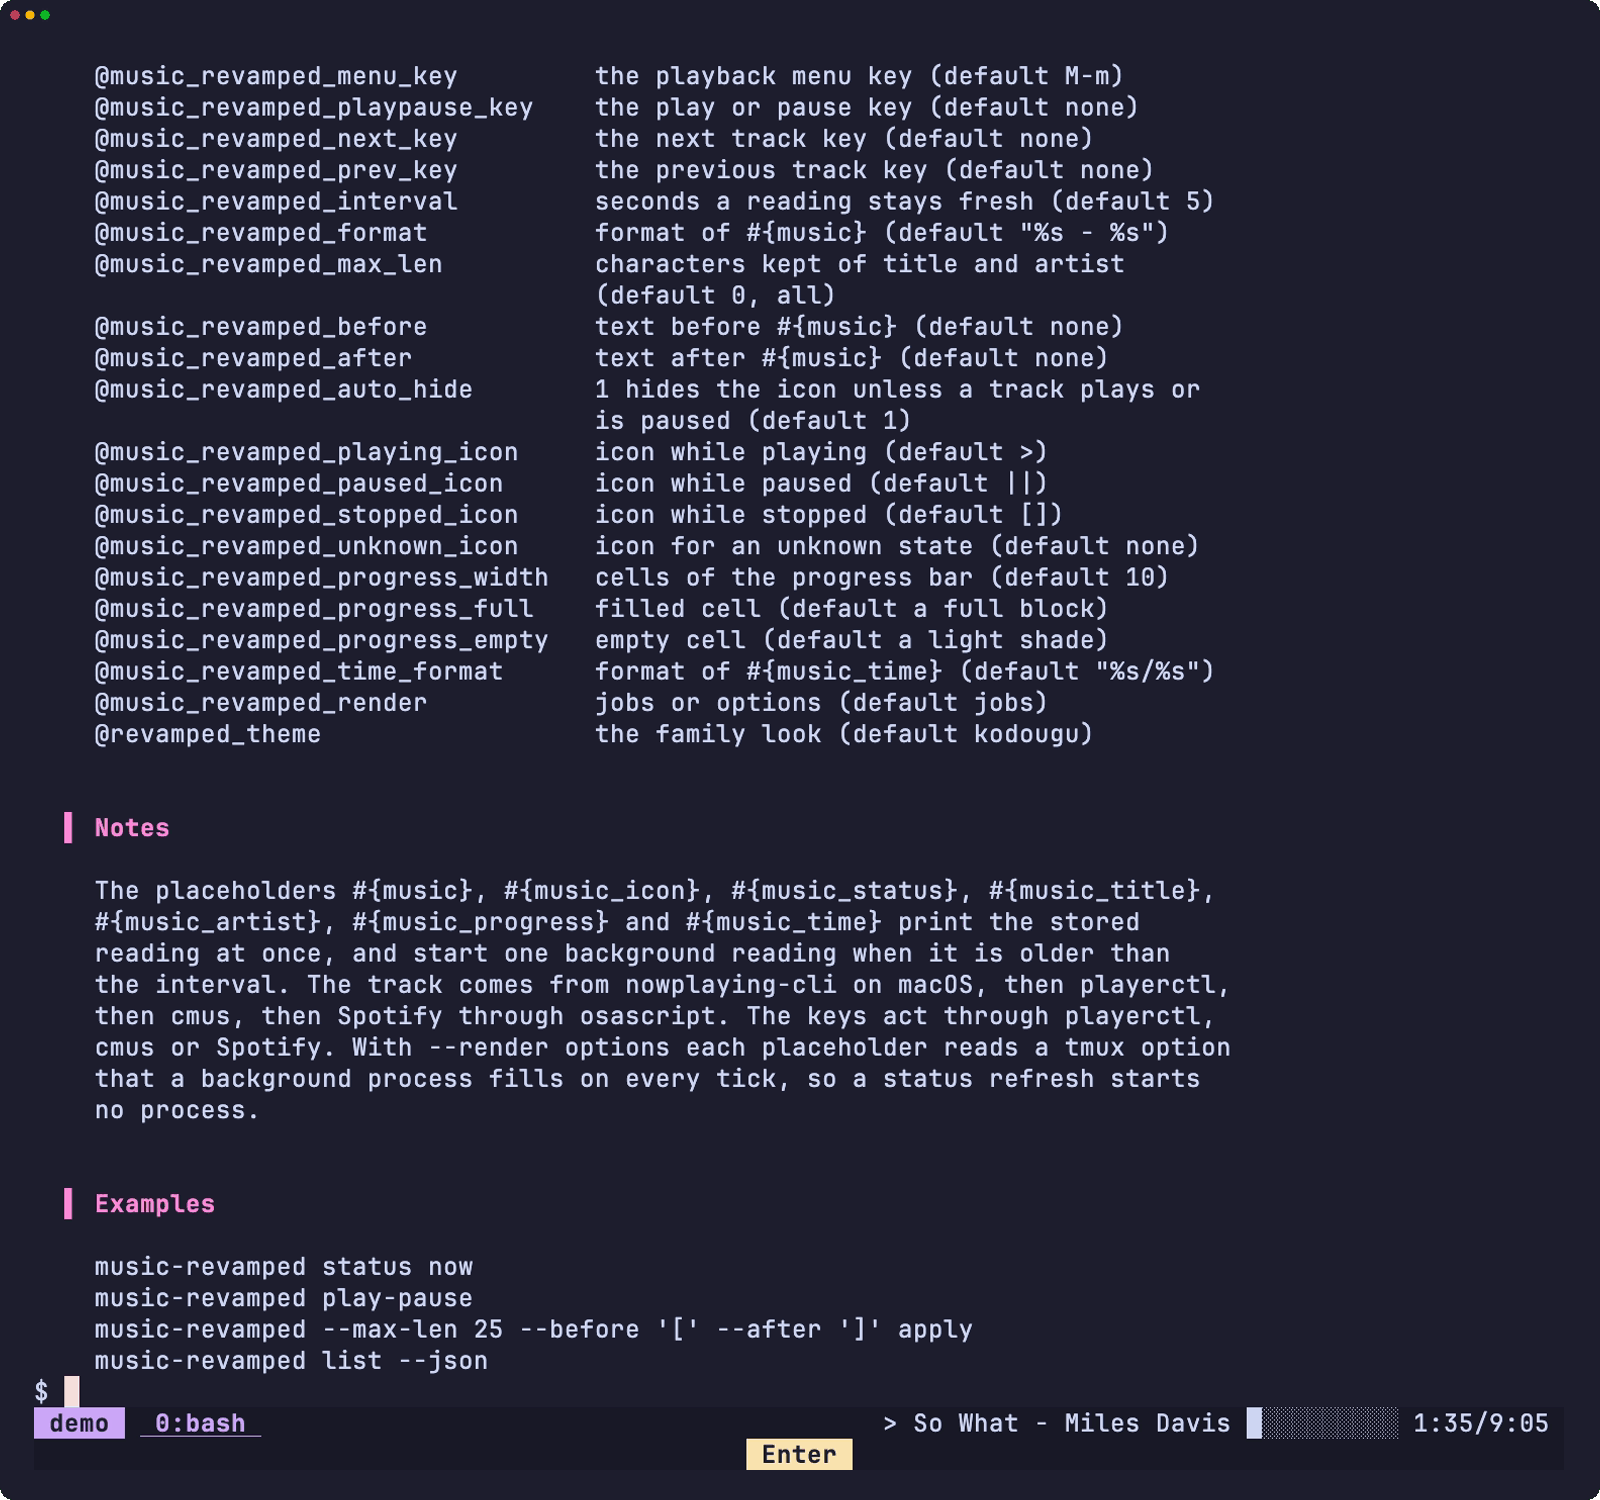 @music_revamped_menu_key the playback menu key (default M-m)
@music_revamped_playpause_key the play or pause key (default none)
@music_revamped_next_key the next track key (default none)
@music_revamped_prev_key the previous track key (default none)
@music_revamped_interval seconds a reading stays fresh (default 5)
@music_revamped_format format of #{music} (default "%s - %s")
@music_revamped_max_len characters kept of title and artist
(default 0, all)
@music_revamped_before text before #{music} (default none)
@music_revamped_after text after #{music} (default none)
@music_revamped_auto_hide 1 hides the icon unless a track plays or
is paused (default 1)
@music_revamped_playing_icon icon while playing (default >)
@music_revamped_paused_icon icon while paused (default ||)
@music_revamped_stopped_icon icon while stopped (default [])
@music_revamped_unknown_icon icon for an unknown state (default none)
@music_revamped_progress_width cells of the progress bar (default 10)
@music_revamped_progress_full filled cell (default a full block)
@music_revamped_progress_empty empty cell (default a light shade)
@music_revamped_time_format format of #{music_time} (default "%s/%s")
@music_revamped_render jobs or options (default jobs)
@revamped_theme the family look (default kodougu)
Notes
The placeholders #{music}, #{music_icon}, #{music_status}, #{music_title},
#{music_artist}, #{music_progress} and #{music_time} print the stored
reading at once, and start one background reading when it is older than
the interval. The track comes from nowplaying-cli on macOS, then playerctl,
then cmus, then Spotify through osascript. The keys act through playerctl,
cmus or Spotify. With --render options each placeholder reads a tmux option
that a background process fills on every tick, so a status refresh starts
no process.
Examples
music-revamped status now
music-revamped play-pause
music-revamped --max-len 25 --before '[' --after ']' apply
music-revamped list --json
$
demo 0:bash > So What - Miles Davis █░░░░░░░░░ 1:35/9:05
Enter